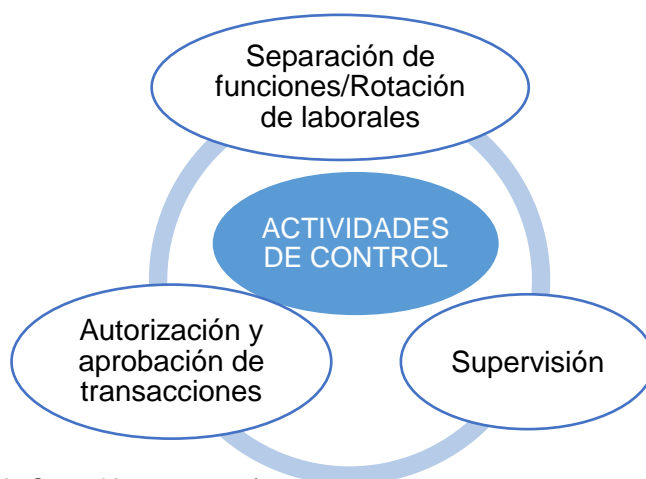 Separación de
funciones/Rotación
de laborales
ACTIVIDADES
DE CONTROL
Autorización y
aprobación de
transacciones
Supervisión